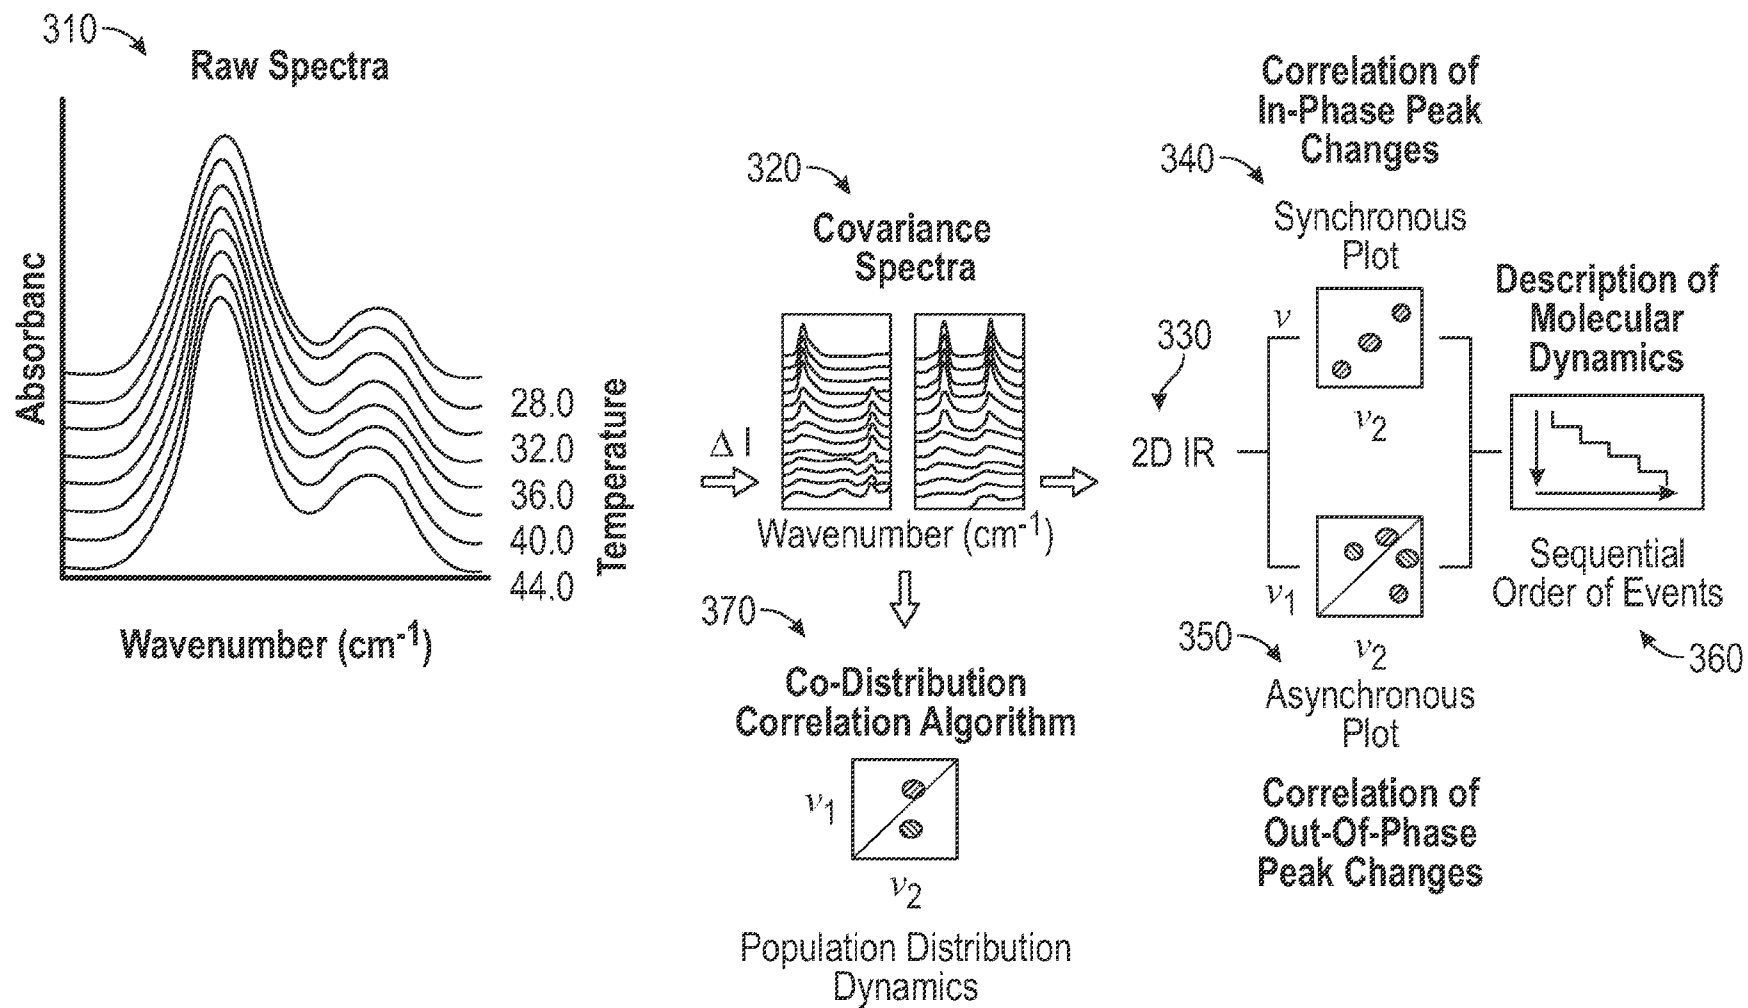 310
Raw Spectra
Absorbanc
28.0
32.0
36.0
40.0
44.0
Temperature
Wavenumber (cm-1)
320
Covariance
Spectra
Δ I
Wavenumber (cm-1)
370
Co-Distribution
Correlation Algorithm
ν1
ν2
Population Distribution
Dynamics
330
2D IR
Correlation of
In-Phase Peak
Changes
340
Synchronous
Plot
ν
ν2
ν1
ν2
350
Asynchronous
Plot
Correlation of
Out-Of-Phase
Peak Changes
Description of
Molecular
Dynamics
Sequential
Order of Events
360